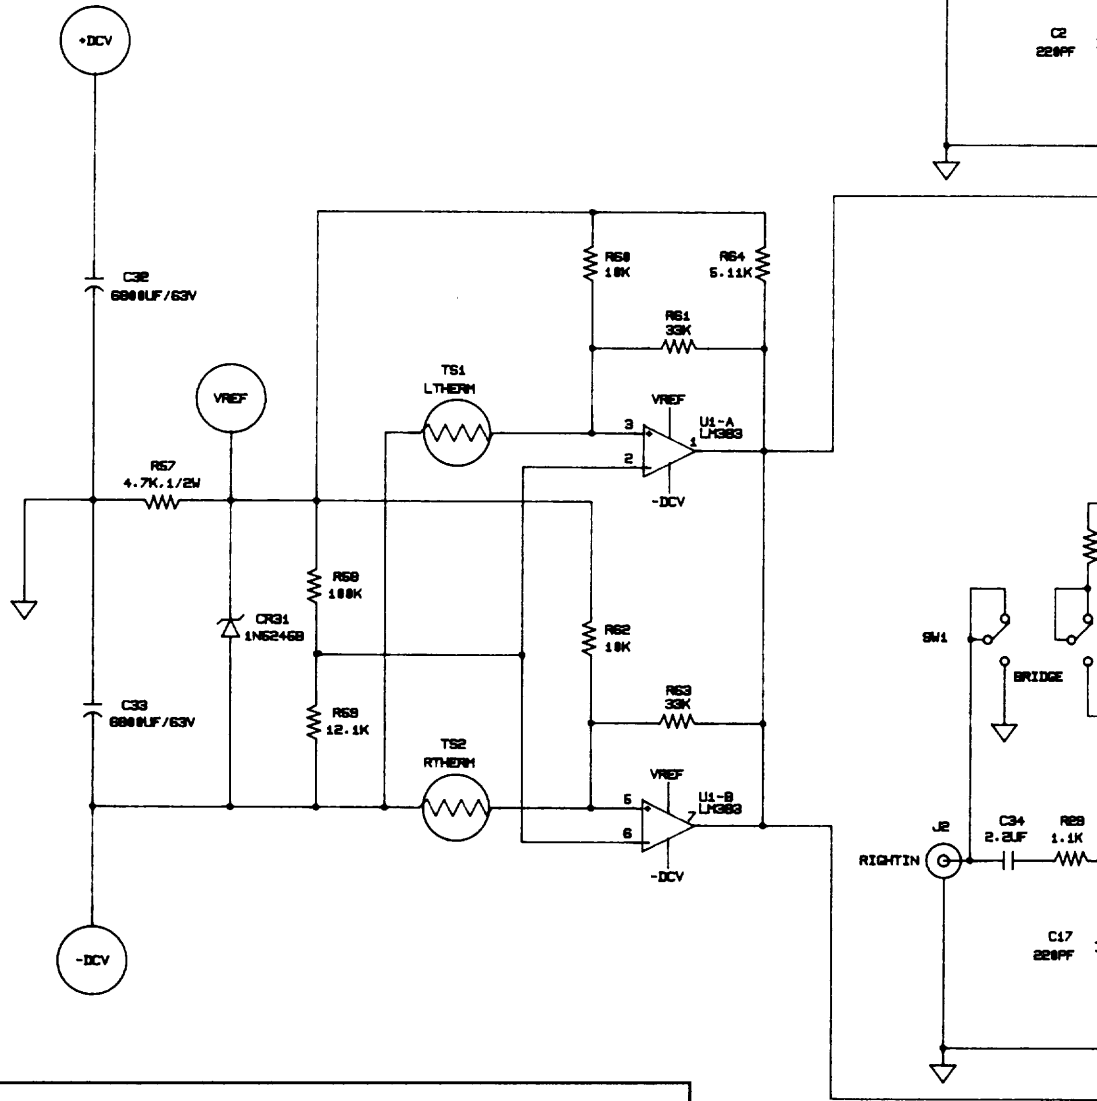 +DCV
C2
220PF
C32
6800UF/63V
R60
10K
R64
5.11K
R61
33K
TS1
LTHERM
VREF
VREF
3
2
1
U1-A
LM393
-DCV
R57
4.7K,1/2W
R58
100K
CR31
1N5246B
R62
10K
SW1
BRIDGE
C33
6800UF/63V
R59
12.1K
R63
33K
TS2
RTHERM
VREF
5
6
7
U1-B
LM393
-DCV
J2
RIGHTIN
C34
2.2UF
R29
1.1K
C17
220PF
-DCV